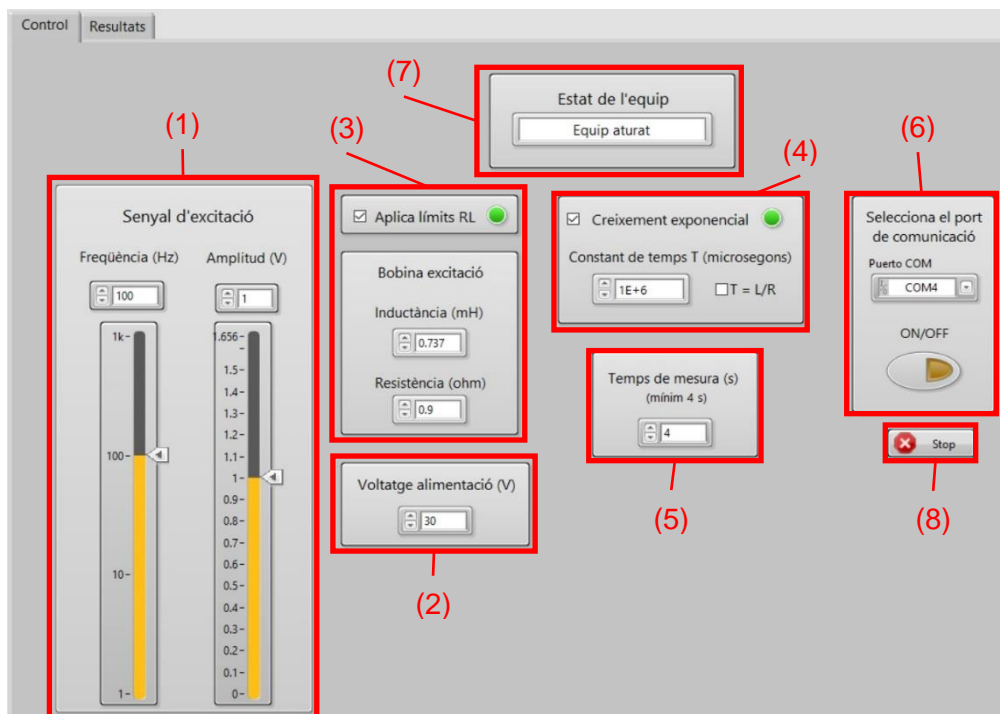 Control
Resultats
(7)
Estat de l'equip
Equip aturat
(1)
Senyal d'excitació
Freqüència (Hz)
Amplitud (V)
100
1
1k-
100-
10-
1-
1.656-
-
1.5-
1.4-
1.3-
1.2-
1.1-
1-
0.9-
0.8-
0.7-
0.6-
0.5-
0.4-
0.3-
0.2-
0.1-
0-
(3)
Aplica límits RL
Bobina excitació
Inductància (mH)
0.737
Resistència (ohm)
0.9
Voltatge alimentació (V)
30
(2)
(4)
Creixement exponencial
Constant de temps T (microsegons)
1E+6
T = L/R
Temps de mesura (s)
(mínim 4 s)
4
(5)
(6)
Selecciona el port
de comunicació
Puerto COM
COM4
ON/OFF
Stop
(8)